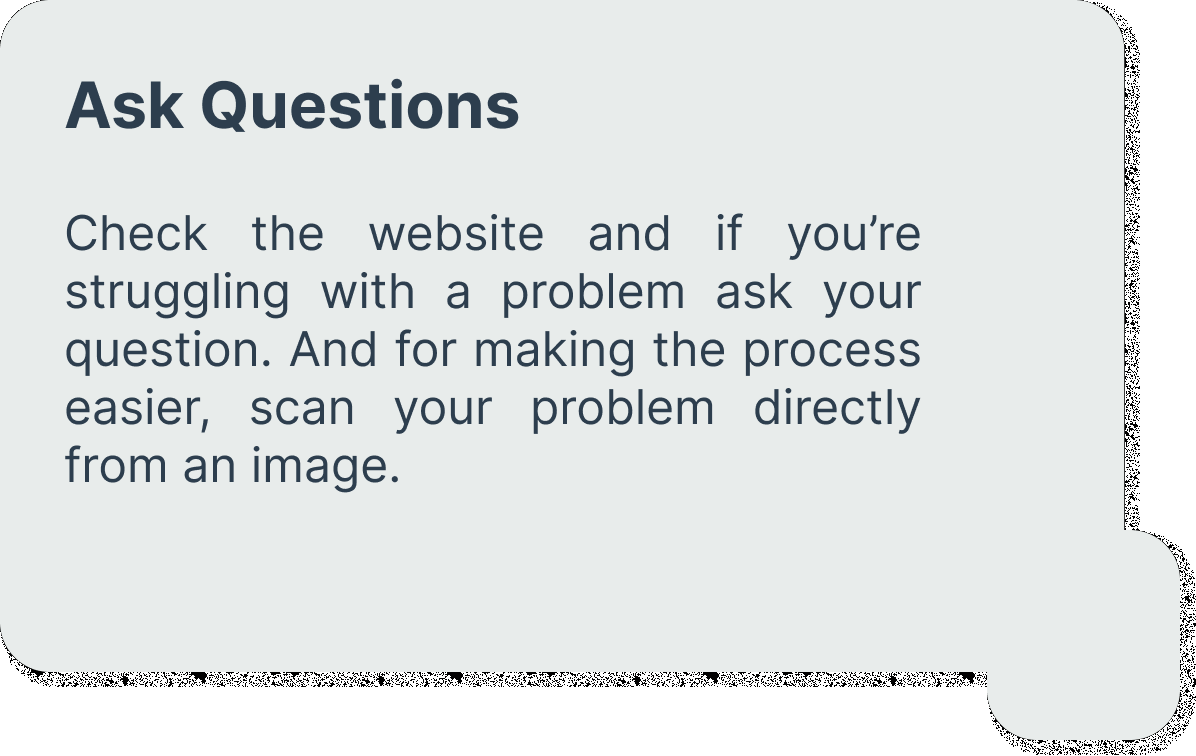 Ask Questions
Check the website and if you’re
struggling with a problem ask your
question. And for making the process
easier, scan your problem directly
from an image.